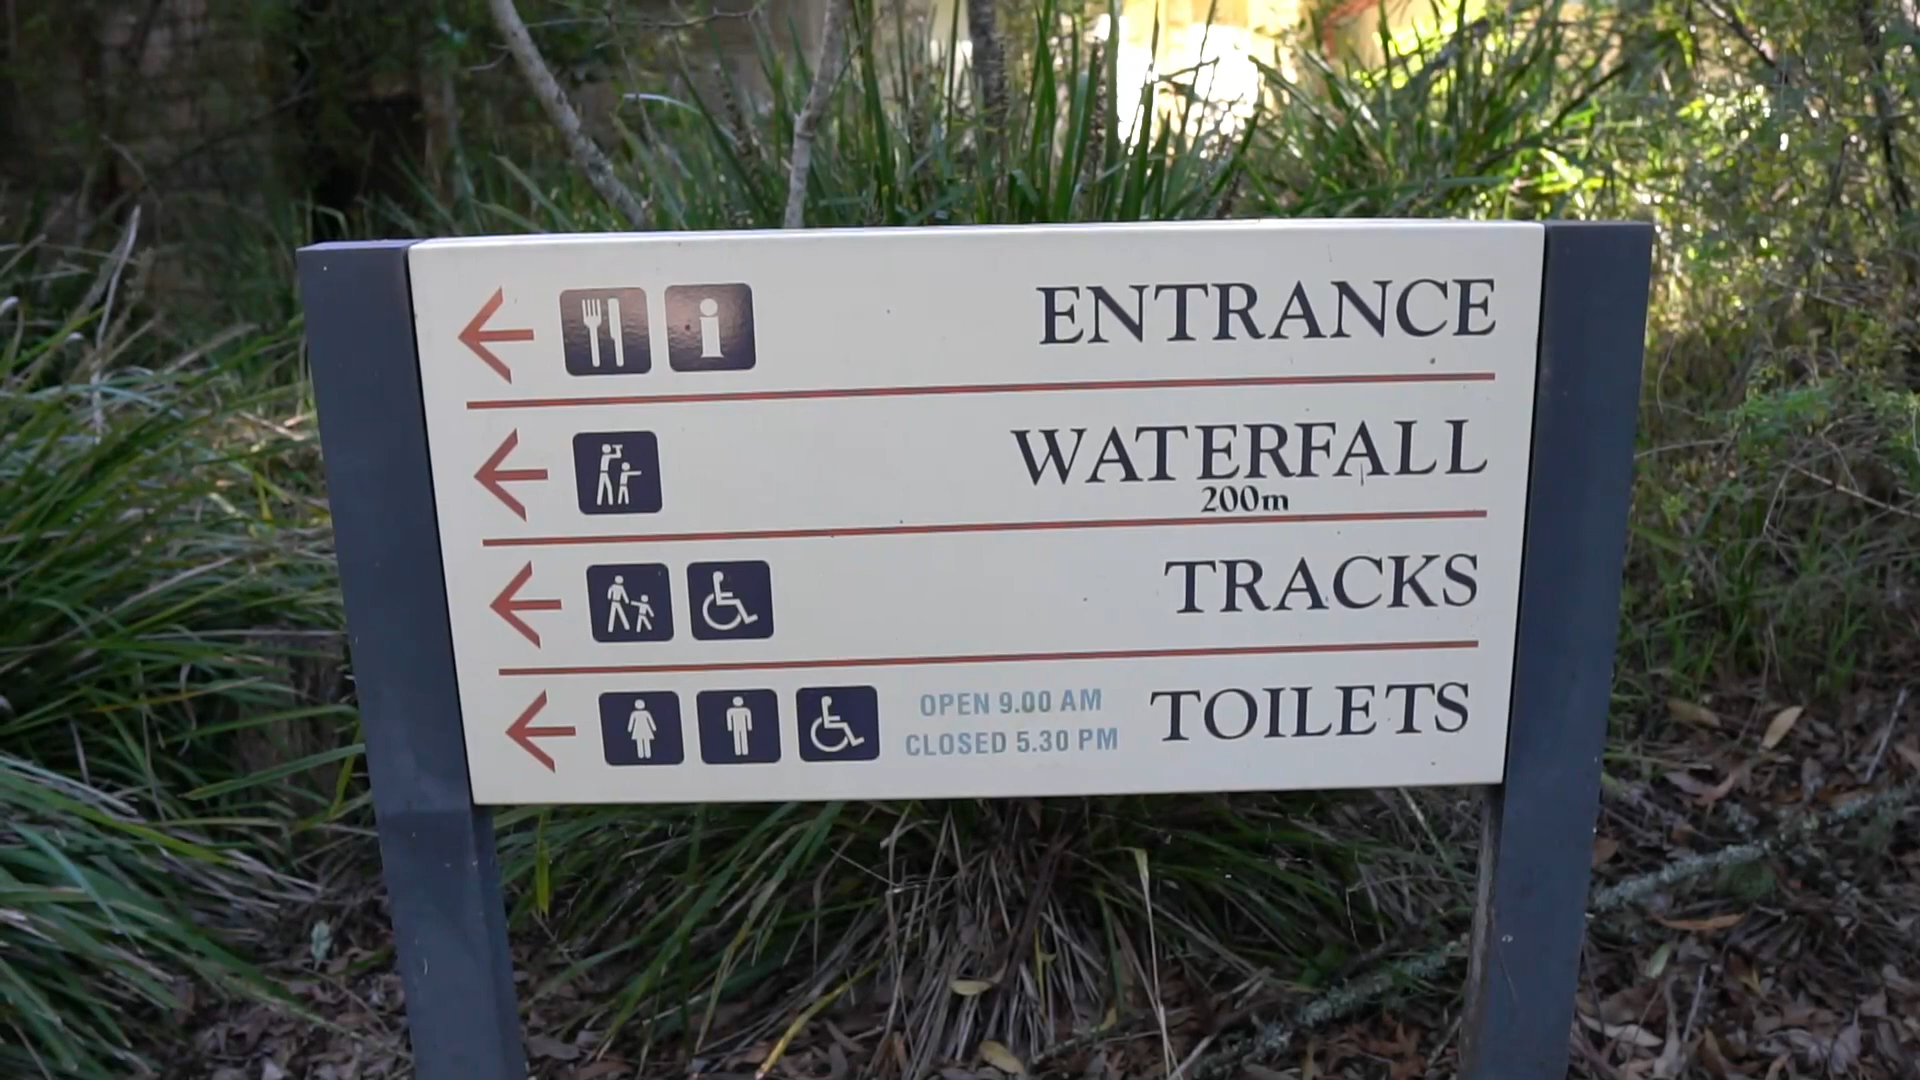 ENTRANCE
WATERFALL
200m
TRACKS
OPEN 9.00 AM
CLOSED 5.30 PM
TOILETS